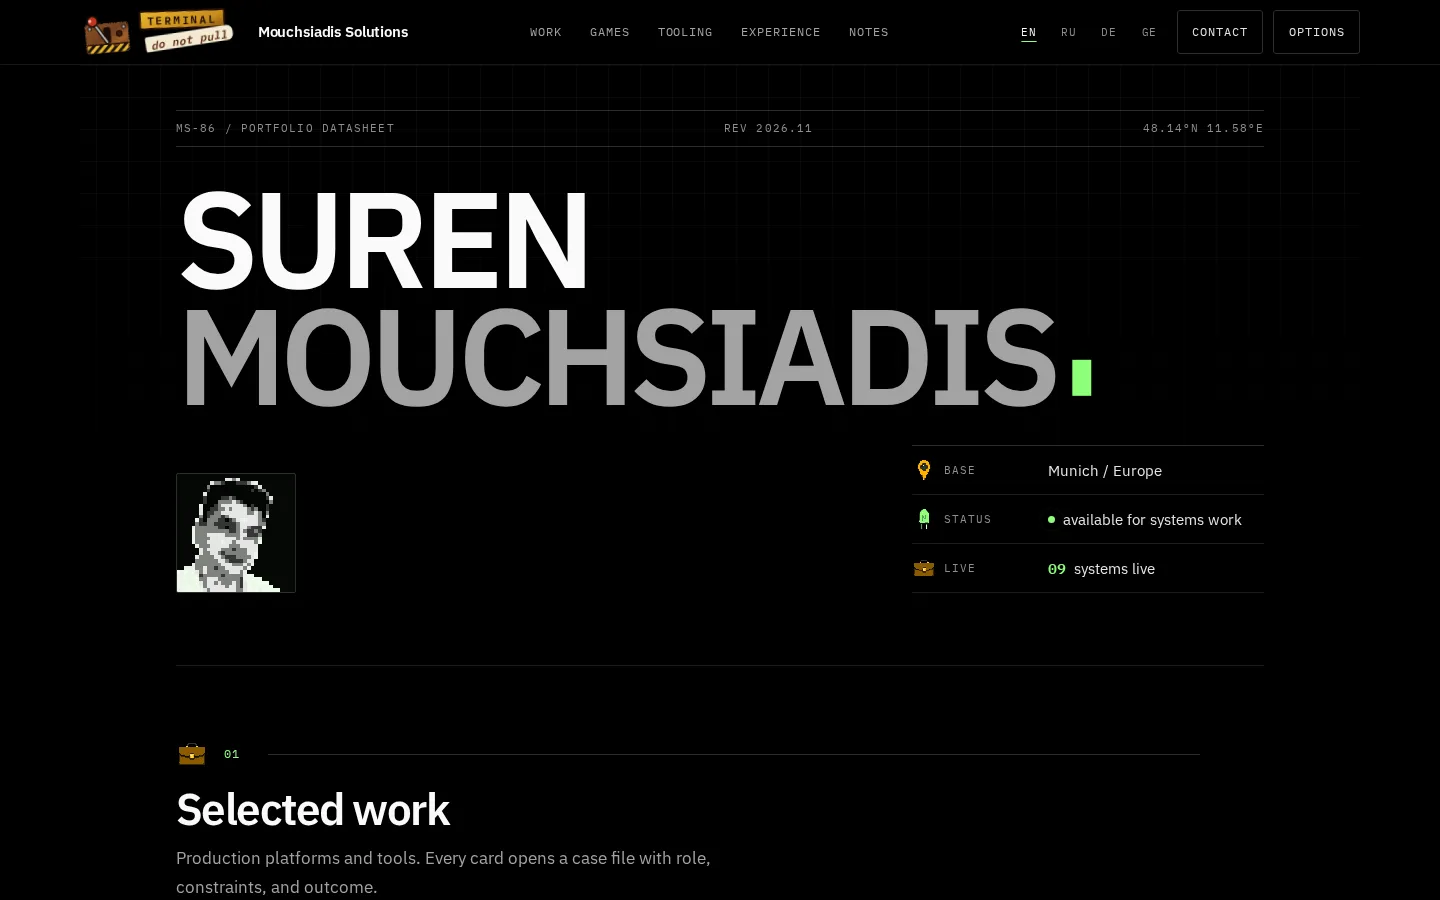 TERMINAL
do not pull
Mouchsiadis Solutions
WORK GAMES TOOLING EXPERIENCE NOTES
EN RU DE GE
CONTACT
OPTIONS
MS-86 / PORTFOLIO DATASHEET
REV 2026.11
48.14°N 11.58°E
SUREN
MOUCHSIADIS
BASE Munich / Europe
STATUS available for systems work
LIVE 09 systems live
01
Selected work
Production platforms and tools. Every card opens a case file with role,
constraints, and outcome.